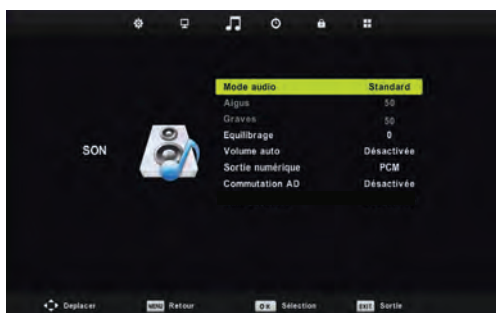 Mode audio Standard
Aigus 50
Graves 50
Equilibrage 0
SON
Volume auto Désactivée
Sortie numérique PCM
Commutation AD Désactivée
Deplacer MENU Retour OK Sélection EXIT Sortie